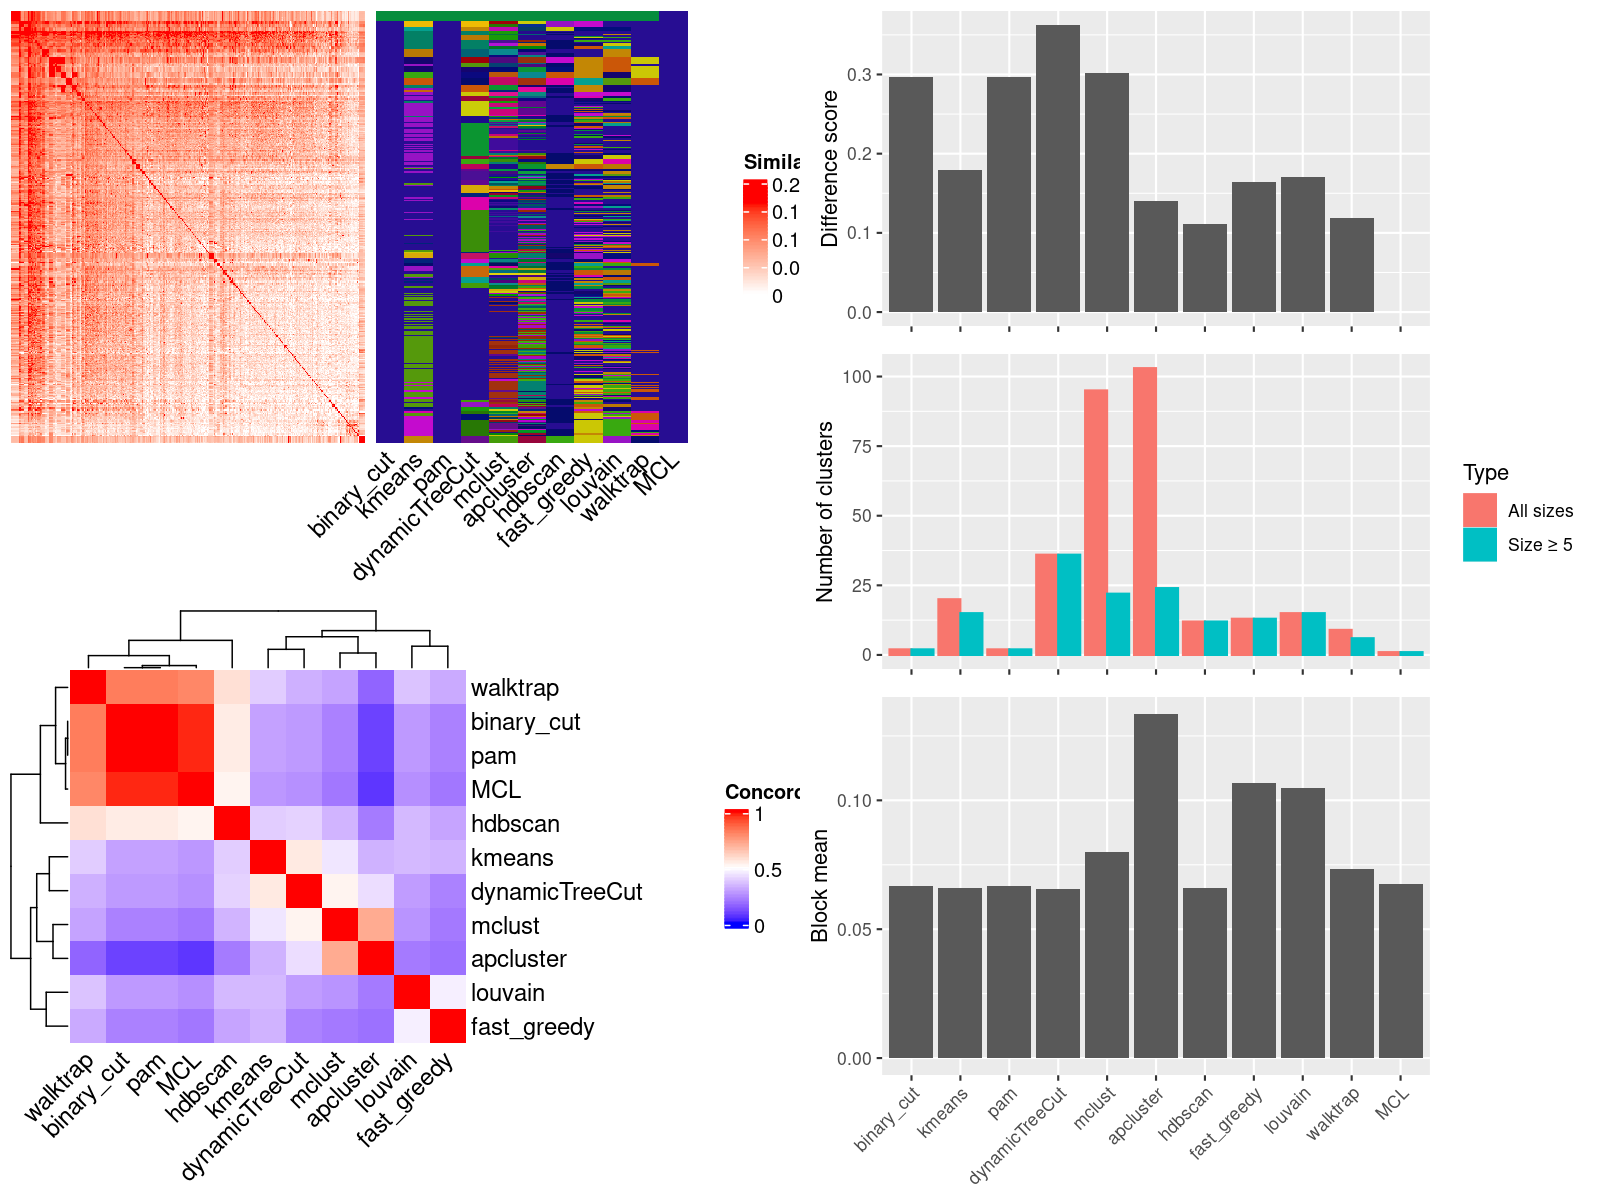 Simila
0.2
0.1
0.1
0.0
0
binary_cut
kmeans
pam
dynamicTreeCut
mclust
apcluster
hdbscan
fast_greedy
louvain
walktrap
MCL
walktrap
binary_cut
pam
MCL
hdbscan
kmeans
dynamicTreeCut
mclust
apcluster
louvain
fast_greedy
walktrap
binary_cut
pam
MCL
hdbscan
kmeans
dynamicTreeCut
mclust
apcluster
louvain
fast_greedy
Concorc
1
0.5
0
Difference score
0.3
0.2
0.1
0.0
Number of clusters
100
75
50
25
0
Type
All sizes
Size ≥ 5
Block mean
0.10
0.05
0.00
binary_cut
kmeans
pam
dynamicTreeCut
mclust
apcluster
hdbscan
fast_greedy
louvain
walktrap
MCL